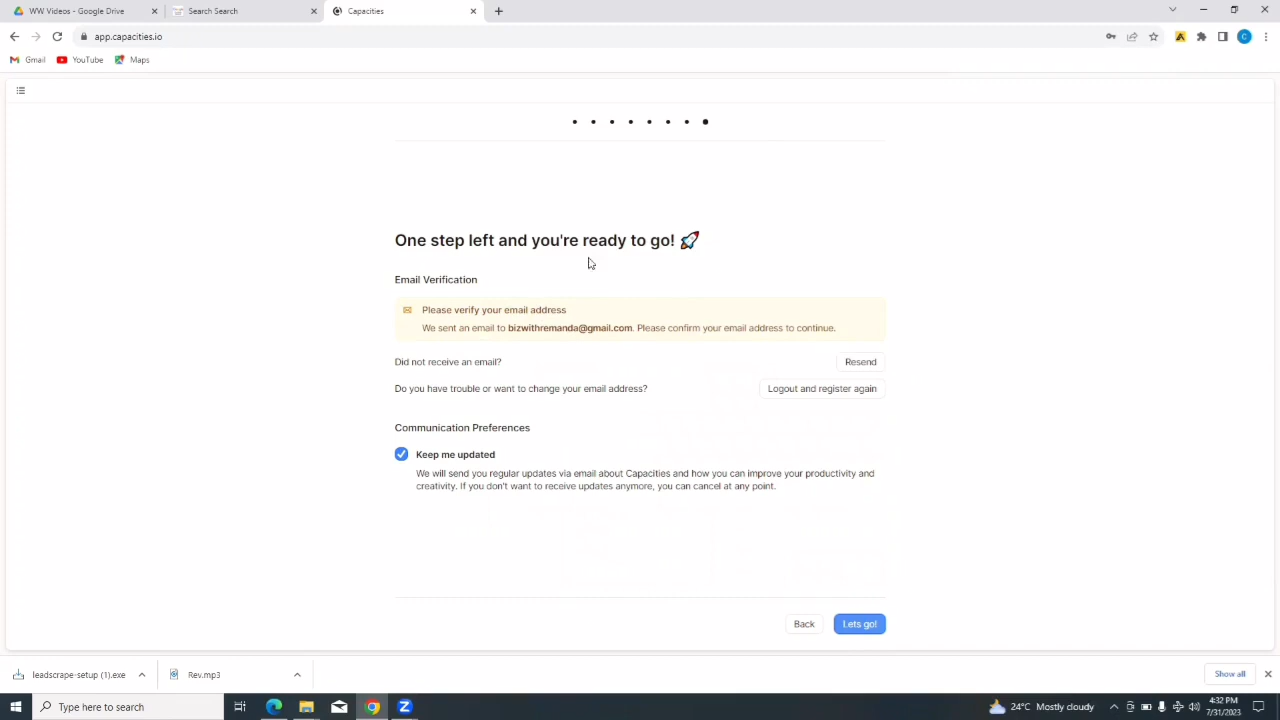 WW Videos - Google Drive
Search Search
Capacities
app.capacities.io
C
Gmail
YouTube
Maps
One step left and you're ready to go! 🚀
Email Verification
Please verify your email address
We sent an email to bizwithremanda@gmail.com. Please confirm your email address to continue.
Did not receive an email?
Resend
Do you have trouble or want to change your email address?
Logout and register again
Communication Preferences
Keep me updated
We will send you regular updates via email about Capacities and how you can improve your productivity and
creativity. If you don't want to receive updates anymore, you can cancel at any point.
Back
Lets go!
leadscrape-setup (1).exe
Rev.mp3
Show all
Type here to search
Z
24°C Mostly cloudy
4:32 PM
7/31/2023